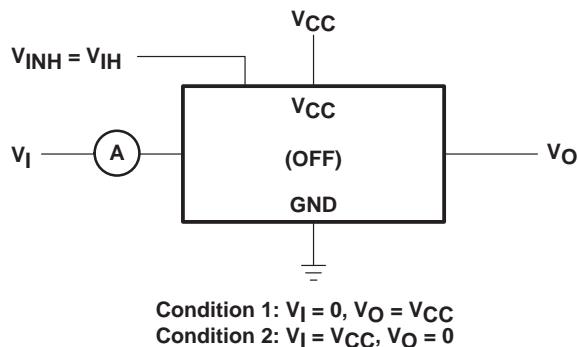 VCC
VINH = VIH
VCC
VI
A
(OFF)
VO
GND
Condition 1: VI = 0, VO = VCC
Condition 2: VI = VCC, VO = 0